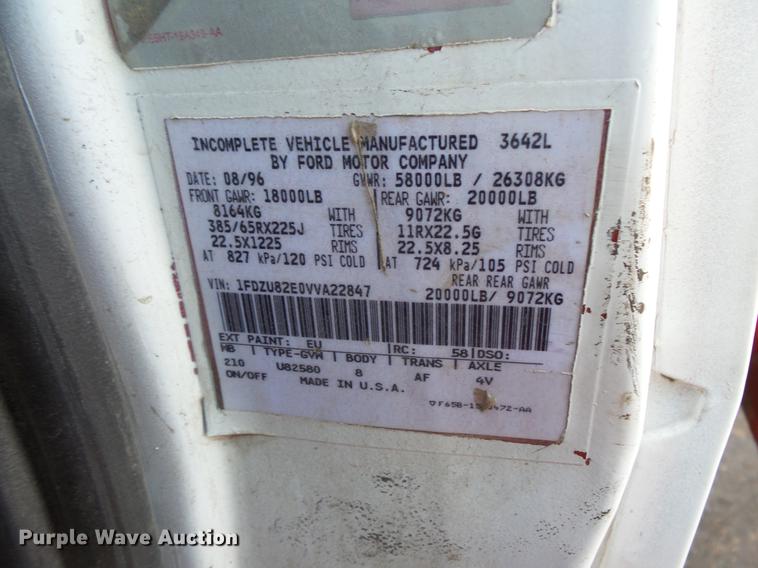 INCOMPLETE VEHICLE MANUFACTURED 3642L
BY FORD MOTOR COMPANY
DATE: 08/96 GVWR: 58000LB / 26308KG
FRONT GAWR: 18000LB REAR GAWR: 20000LB
8164KG WITH 9072KG WITH
385/65RX225J TIRES 11RX22.5G TIRES
22.5X1225 RIMS 22.5X8.25 RIMS
AT 827 kPa/120 PSI COLD AT 724 kPa/105 PSI COLD
VIN: 1FDZU82E0VVA22847 REAR REAR GAWR
20000LB/ 9072KG
EXT PAINT: EU RC: 58 DSO:
WB TYPE-GVM BODY TRANS AXLE
210 U82580 8 AF 4V
ON/OFF MADE IN U.S.A.
Purple Wave Auction